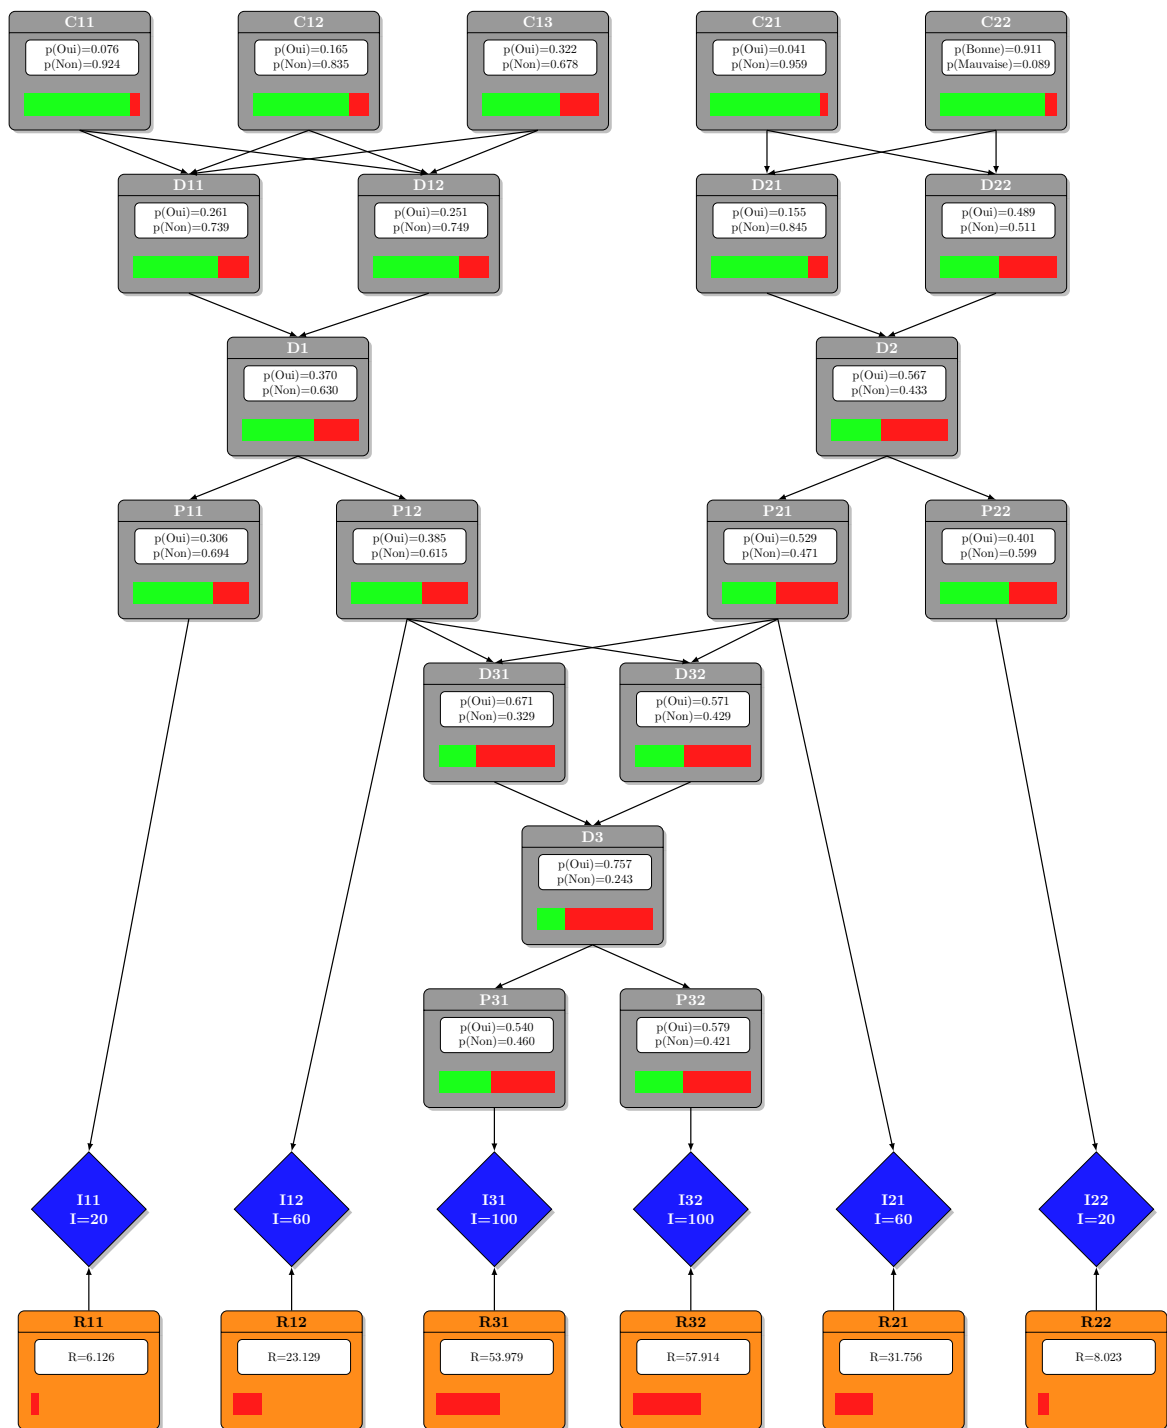 C11
p(Oui)=0.076
p(Non)=0.924
C12
p(Oui)=0.165
p(Non)=0.835
C13
p(Oui)=0.322
p(Non)=0.678
C21
p(Oui)=0.041
p(Non)=0.959
C22
p(Bonne)=0.911
p(Mauvaise)=0.089
D11
p(Oui)=0.261
p(Non)=0.739
D12
p(Oui)=0.251
p(Non)=0.749
D21
p(Oui)=0.155
p(Non)=0.845
D22
p(Oui)=0.489
p(Non)=0.511
D1
p(Oui)=0.370
p(Non)=0.630
D2
p(Oui)=0.567
p(Non)=0.433
P11
p(Oui)=0.306
p(Non)=0.694
P12
p(Oui)=0.385
p(Non)=0.615
P21
p(Oui)=0.529
p(Non)=0.471
P22
p(Oui)=0.401
p(Non)=0.599
D31
p(Oui)=0.671
p(Non)=0.329
D32
p(Oui)=0.571
p(Non)=0.429
D3
p(Oui)=0.757
p(Non)=0.243
P31
p(Oui)=0.540
p(Non)=0.460
P32
p(Oui)=0.579
p(Non)=0.421
I11
I=20
I12
I=60
I31
I=100
I32
I=100
I21
I=60
I22
I=20
R11
R=6.126
R12
R=23.129
R31
R=53.979
R32
R=57.914
R21
R=31.756
R22
R=8.023